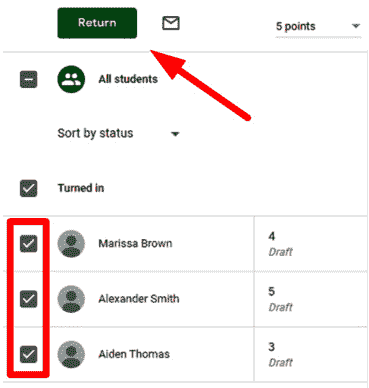 Return
5 points
All students
Sort by status
Turned in
Marissa Brown
4
Draft
Alexander Smith
5
Draft
Aiden Thomas
3
Draft